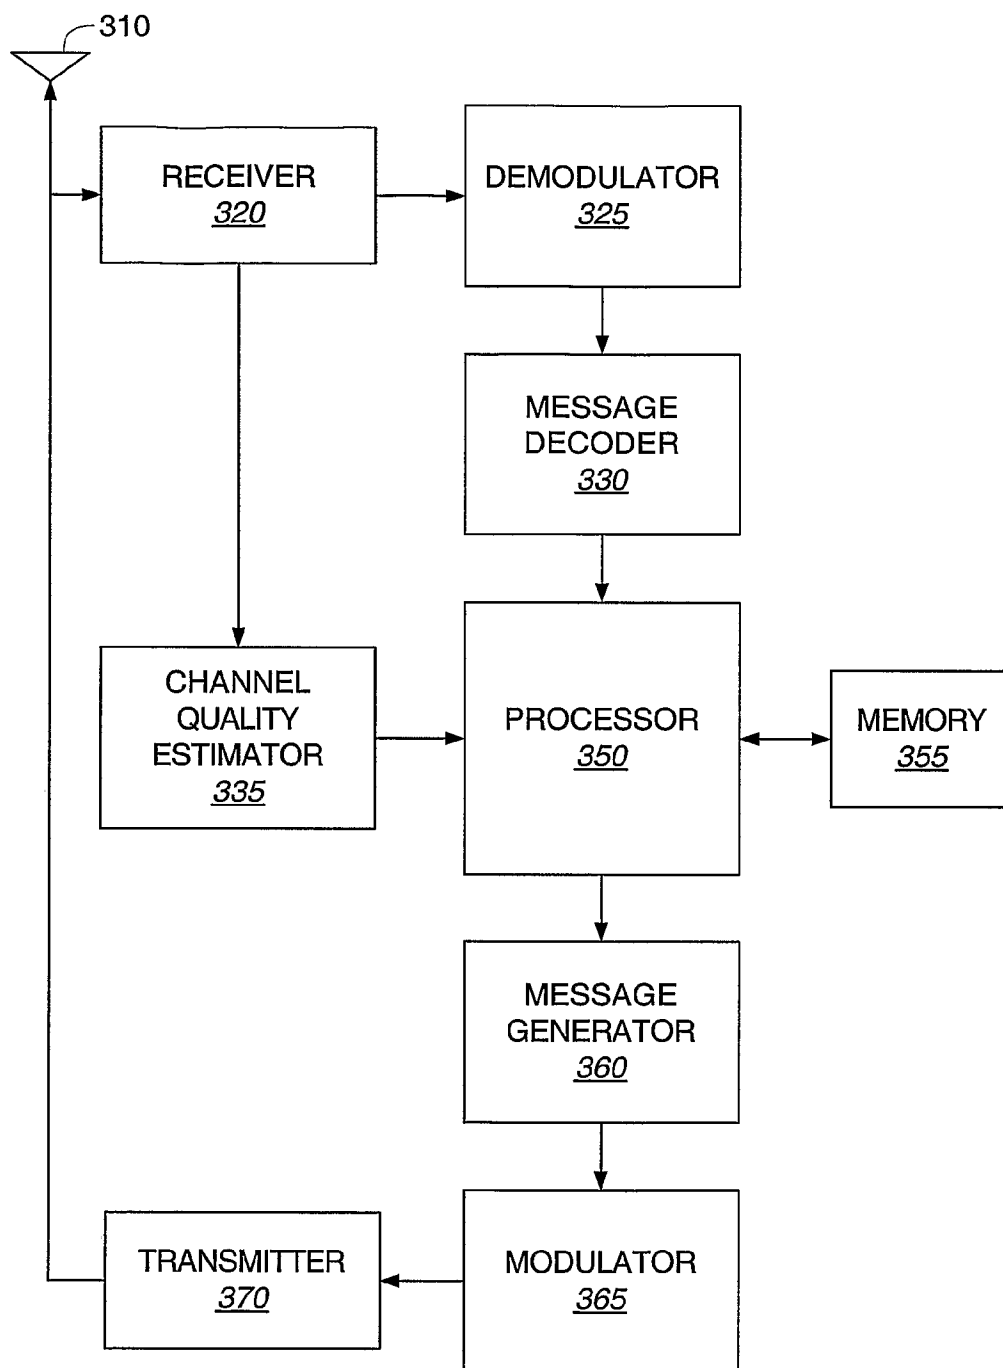 310
RECEIVER
320
DEMODULATOR
325
MESSAGE
DECODER
330
CHANNEL
QUALITY
ESTIMATOR
335
PROCESSOR
350
MEMORY
355
MESSAGE
GENERATOR
360
TRANSMITTER
370
MODULATOR
365